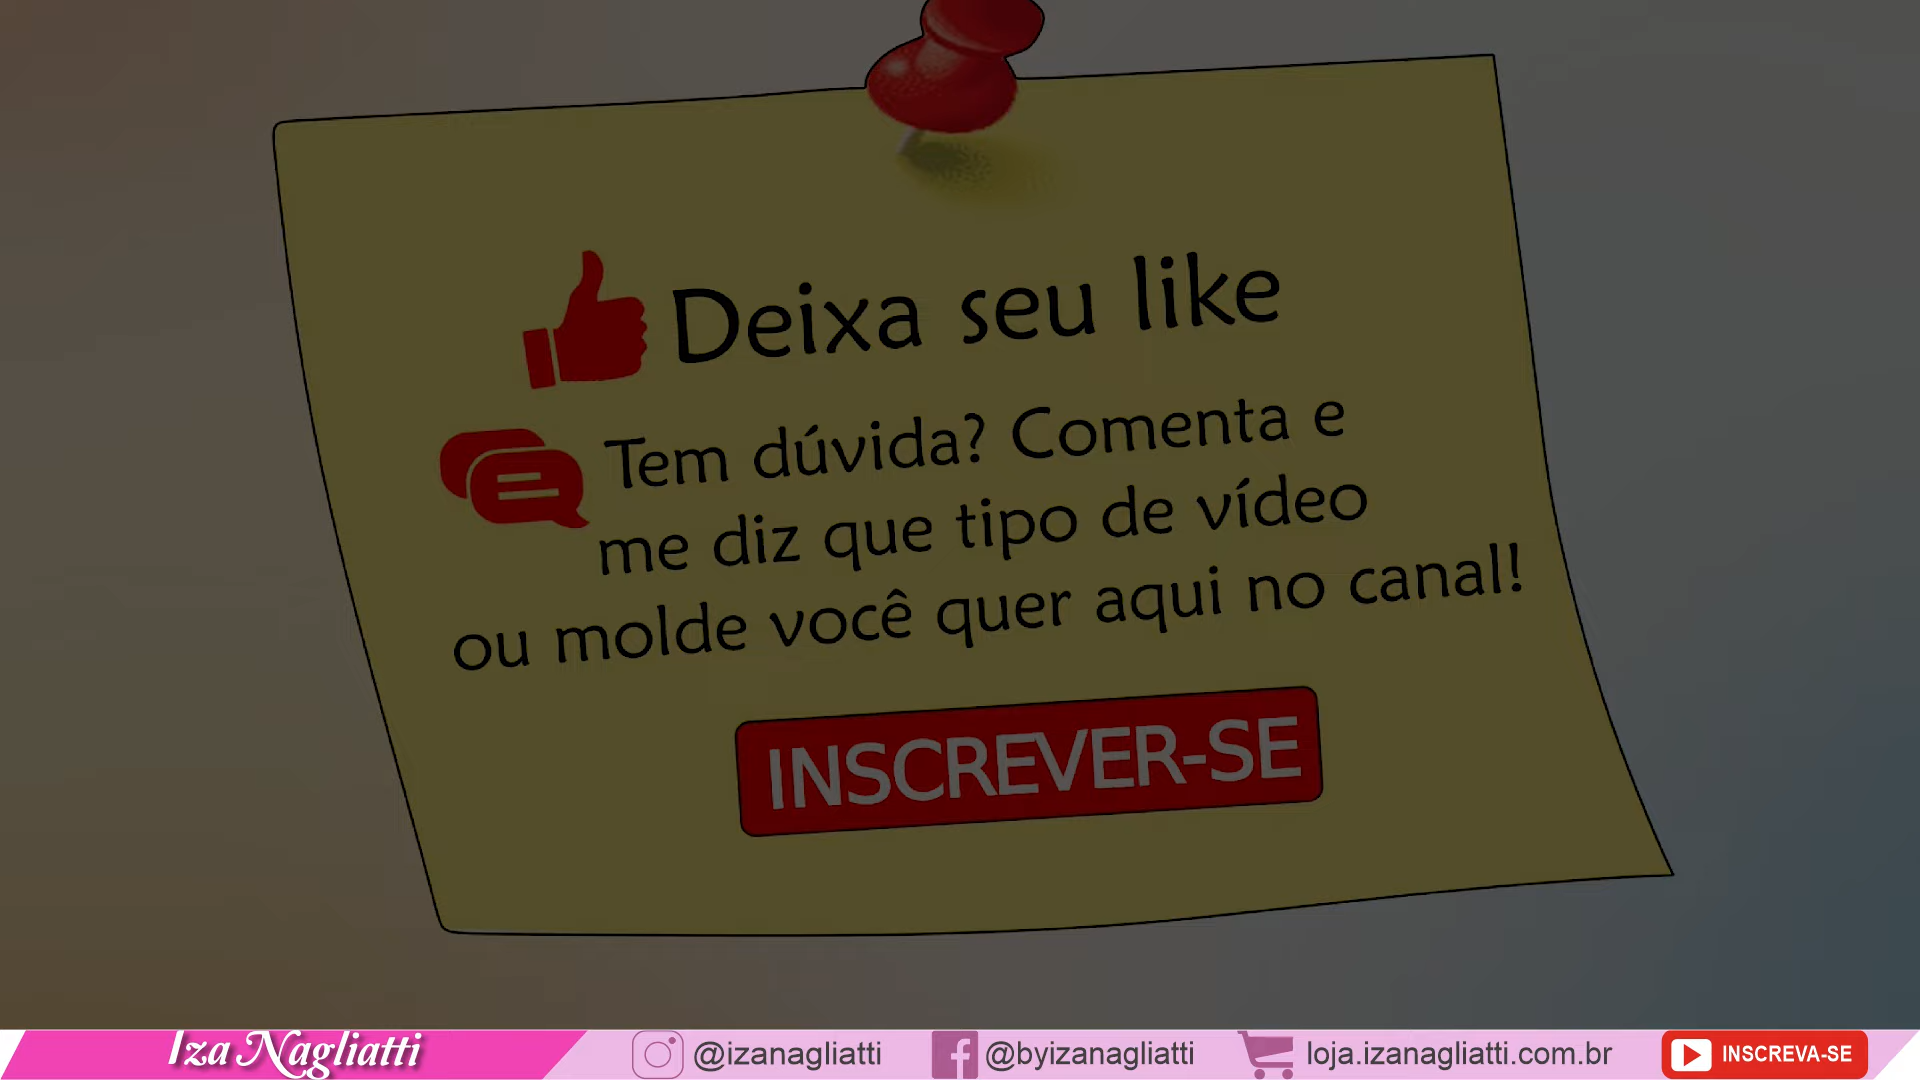 Deixa seu like
Tem dúvida? Comenta e
me diz que tipo de vídeo
ou molde você quer aqui no canal!
INSCREVER-SE
Iza Nagliatti
@izanagliatti
@byizanagliatti
loja.izanagliatti.com.br
INSCREVA-SE